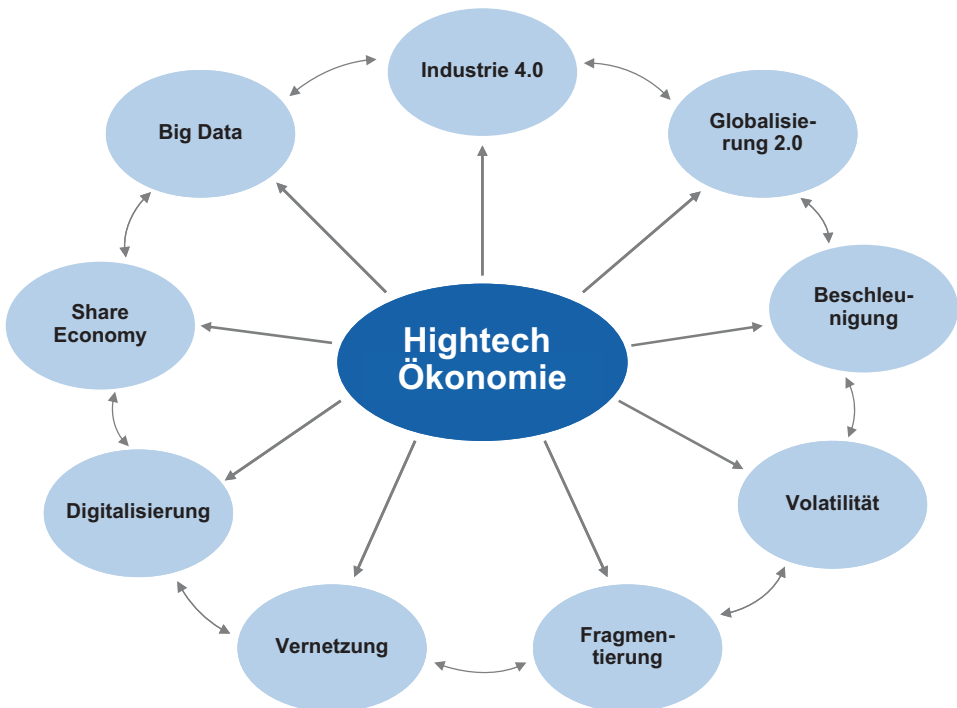 Industrie 4.0
Big Data
Globalisie-
rung 2.0
Share
Economy
Beschleu-
nigung
Hightech
Ökonomie
Digitalisierung
Volatilität
Vernetzung
Fragmen-
tierung